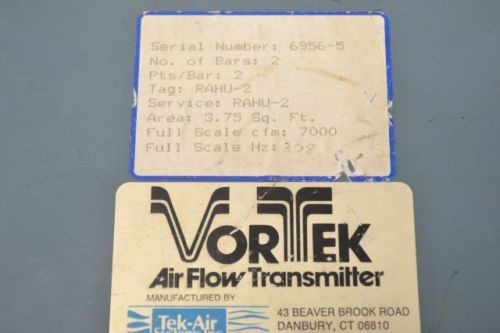 Serial Number: 6956-5
No. of Bars: 2
Pts/Bar: 2
Tag: RAHU-2
Service: RAHU-2
Area: 3.75 Sq. Ft.
Full Scale cfm: 7000
Full Scale Hz:
VORTEK
Air Flow Transmitter
MANUFACTURED BY
Tek-Air
43 BEAVER BROOK ROAD
DANBURY, CT 06810